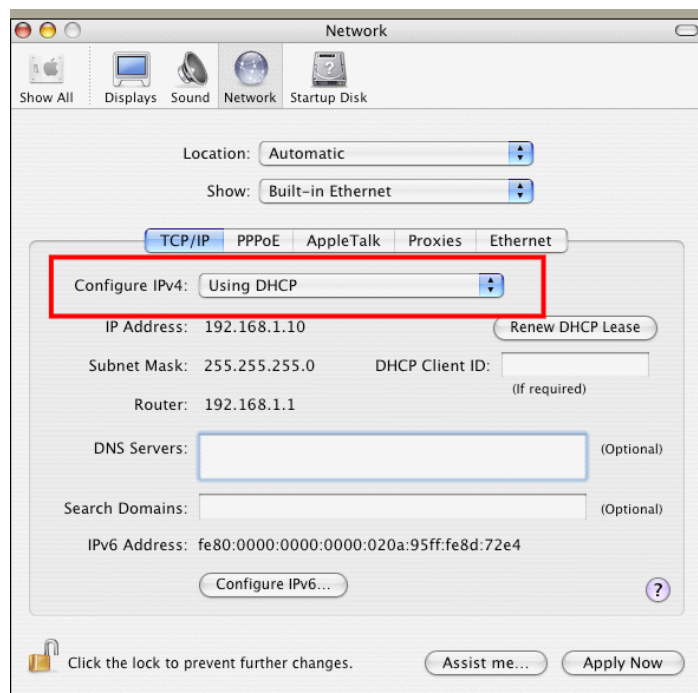 Network
Show All Displays Sound Network Startup Disk
Location: Automatic
Show: Built-in Ethernet
TCP/IP PPPoE AppleTalk Proxies Ethernet
Configure IPv4: Using DHCP
IP Address: 192.168.1.10 Renew DHCP Lease
Subnet Mask: 255.255.255.0 DHCP Client ID:
(If required)
Router: 192.168.1.1
DNS Servers: (Optional)
Search Domains: (Optional)
IPv6 Address: fe80:0000:0000:0000:020a:95ff:fe8d:72e4
Configure IPv6... ?
Click the lock to prevent further changes. Assist me... Apply Now